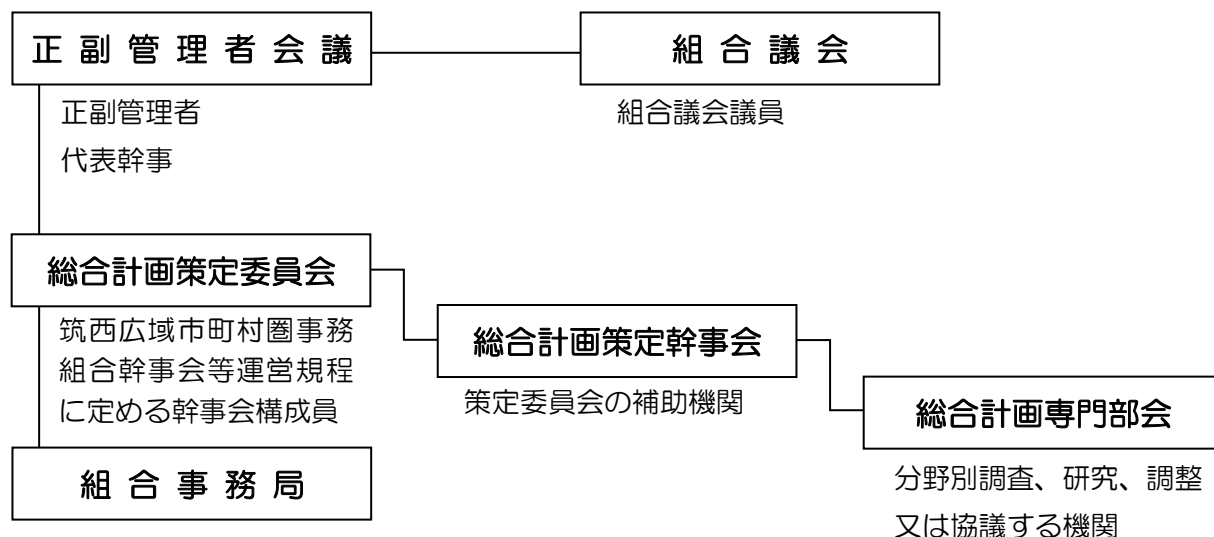 正副管理者会議
組合議会
正副管理者
代表幹事
組合議会議員
総合計画策定委員会
筑西広域市町村圏事務
組合幹事会等運営規程
に定める幹事会構成員
総合計画策定幹事会
策定委員会の補助機関
総合計画専門部会
分野別調査、研究、調整
又は協議する機関
組合事務局